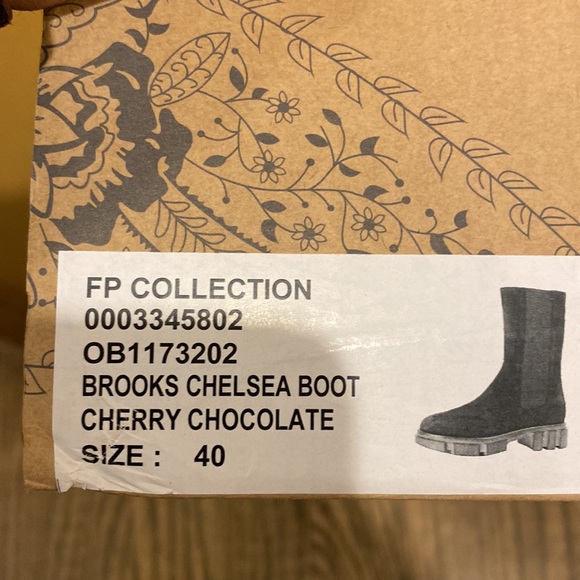 FP COLLECTION
0003345802
OB1173202
BROOKS CHELSEA BOOT
CHERRY CHOCOLATE
SIZE : 40